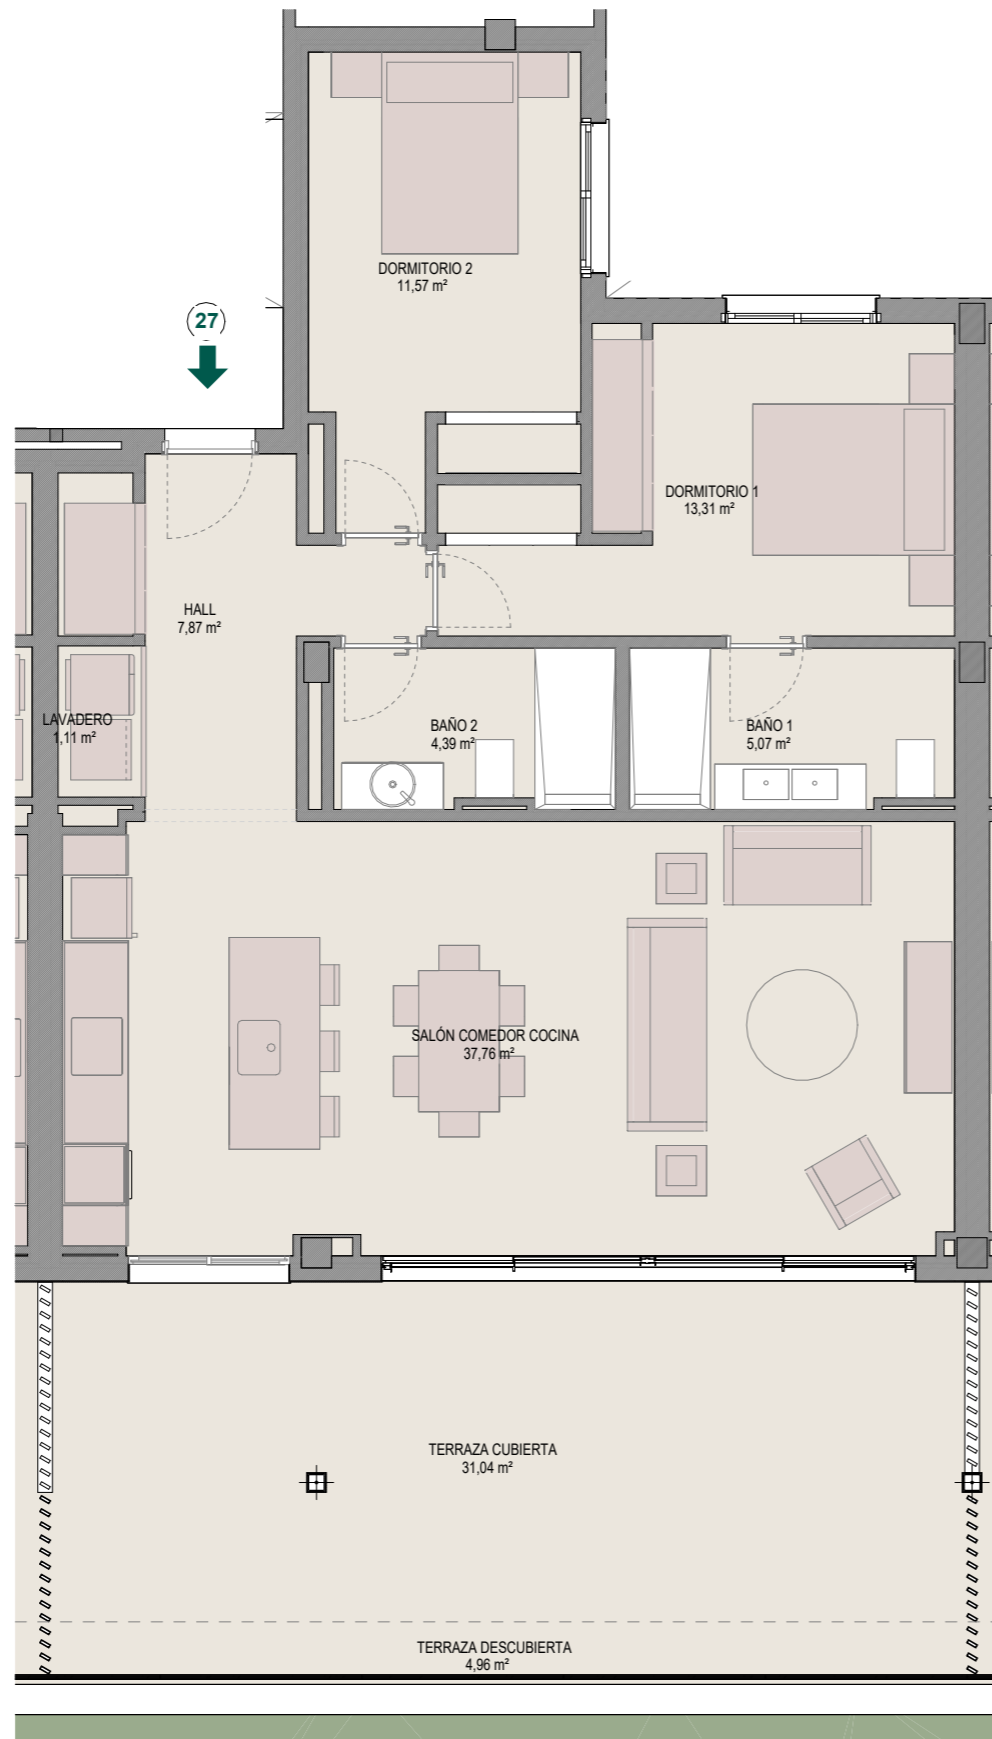 DORMITORIO 2
11,57 m²
27
DORMITORIO 1
13,31 m²
HALL
7,87 m²
LAVADERO
1,11 m²
BAÑO 2
4,39 m²
BAÑO 1
5,07 m²
SALÓN COMEDOR COCINA
37,76 m²
TERRAZA CUBIERTA
31,04 m²
TERRAZA DESCUBIERTA
4,96 m²